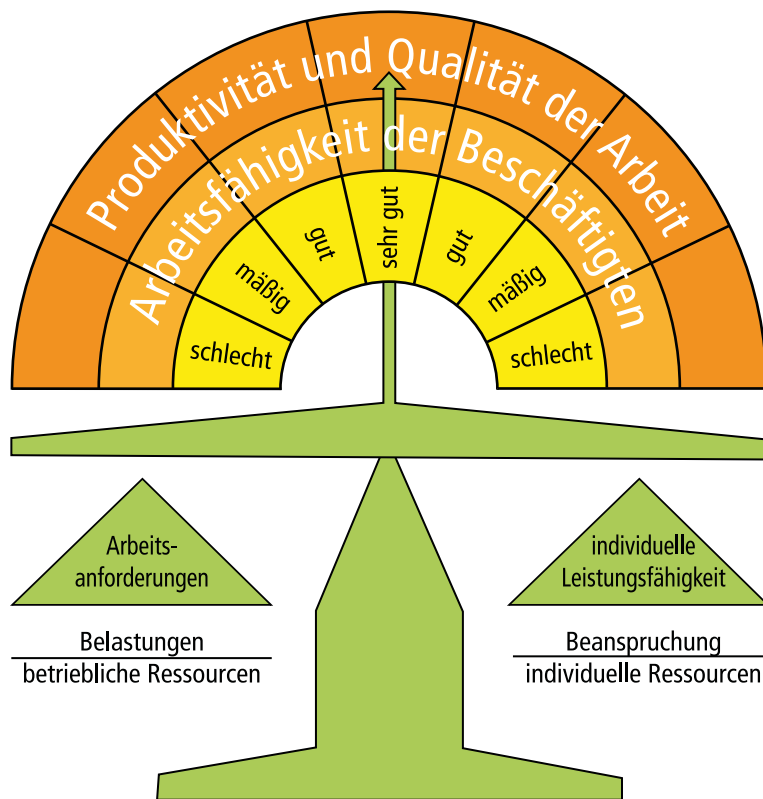 Produktivität und Qualität der Arbeit
Arbeitsfähigkeit der Beschäftigten
schlecht
mäßig
gut
sehr gut
gut
mäßig
schlecht
Arbeits-
anforderungen
individuelle
Leistungsfähigkeit
Belastungen
betriebliche Ressourcen
Beanspruchung
individuelle Ressourcen